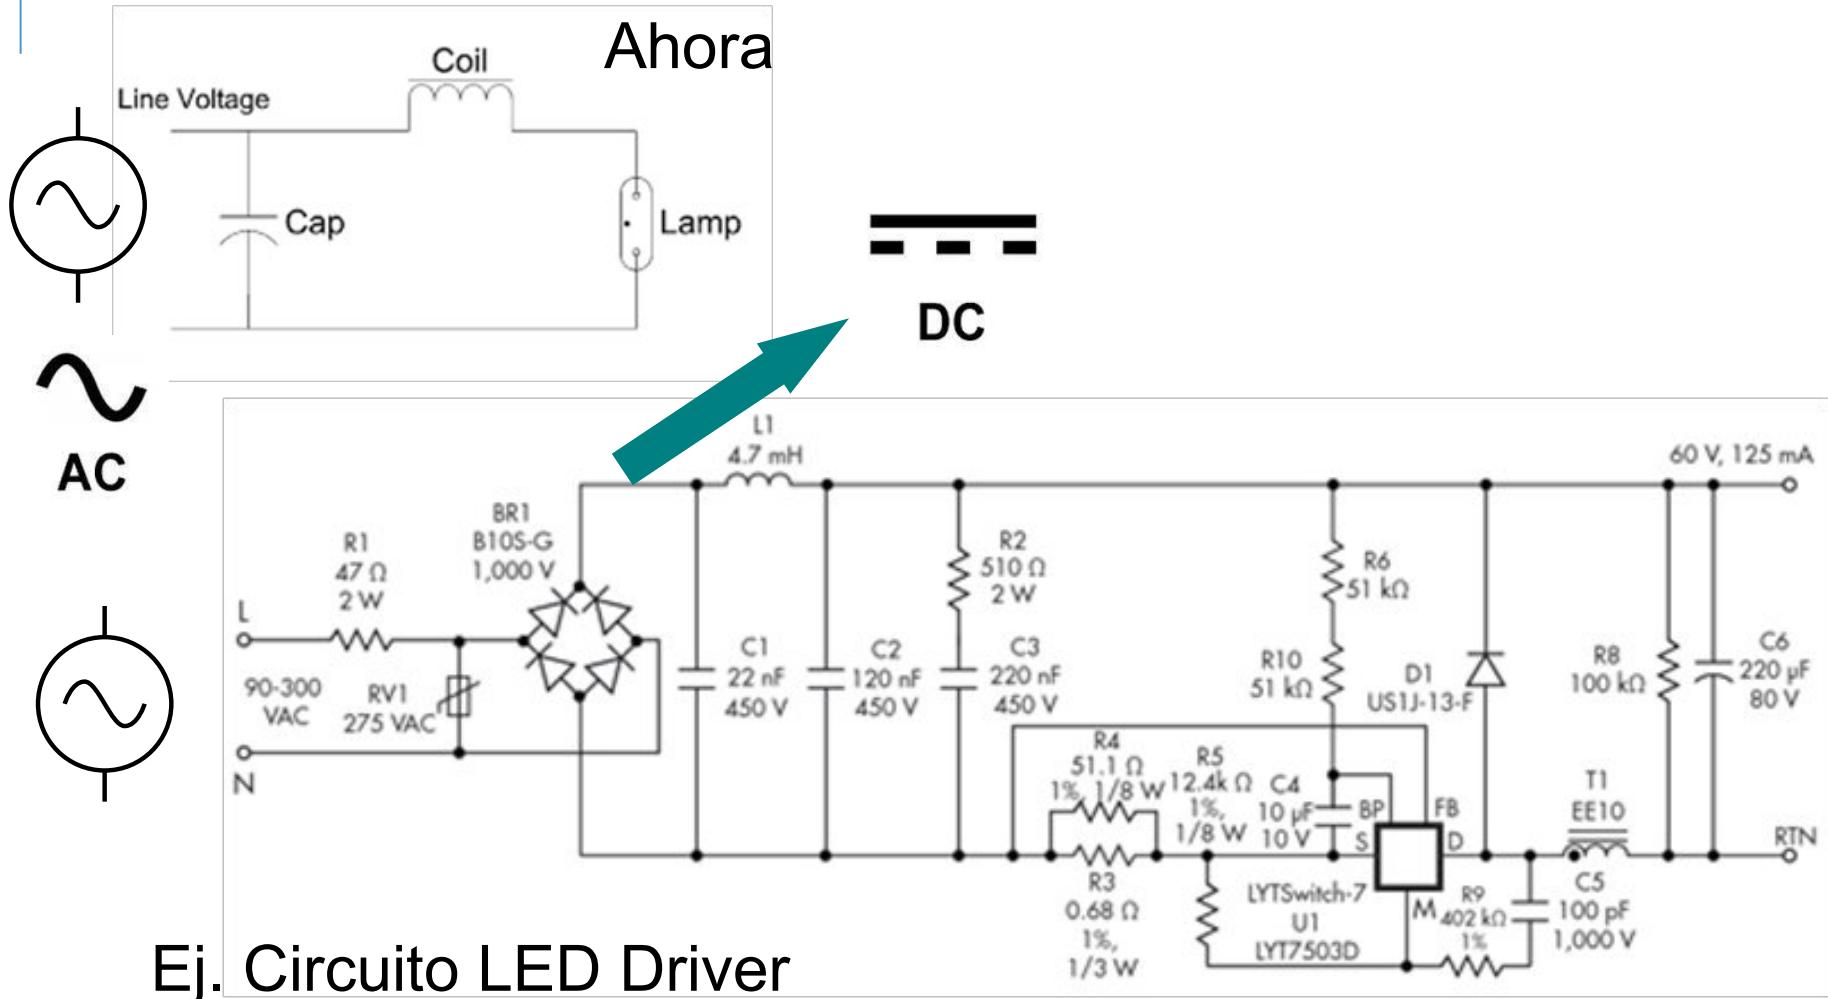 Ahora
Coil
Line Voltage
Cap
Lamp
DC
AC
L1
4.7 mH
60 V, 125 mA
BR1
B10S-G
1,000 V
R1
47 Ω
2 W
R2
510 Ω
2 W
R6
51 kΩ
L
90-300
VAC
RV1
275 VAC
N
C1
22 nF
450 V
C2
120 nF
450 V
C3
220 nF
450 V
R10
51 kΩ
D1
US1J-13-F
R8
100 kΩ
C6
220 µF
80 V
R4
51.1 Ω
1%, 1/8 W
R5
12.4k Ω
1%,
1/8 W
C4
10 µF
10 V
BP
FB
S
D
M
T1
EE10
RTN
R3
0.68 Ω
1%,
1/3 W
LYTSwitch-7
U1
LYT7503D
R9
402 kΩ
1%
C5
100 pF
1,000 V
Ej. Circuito LED Driver